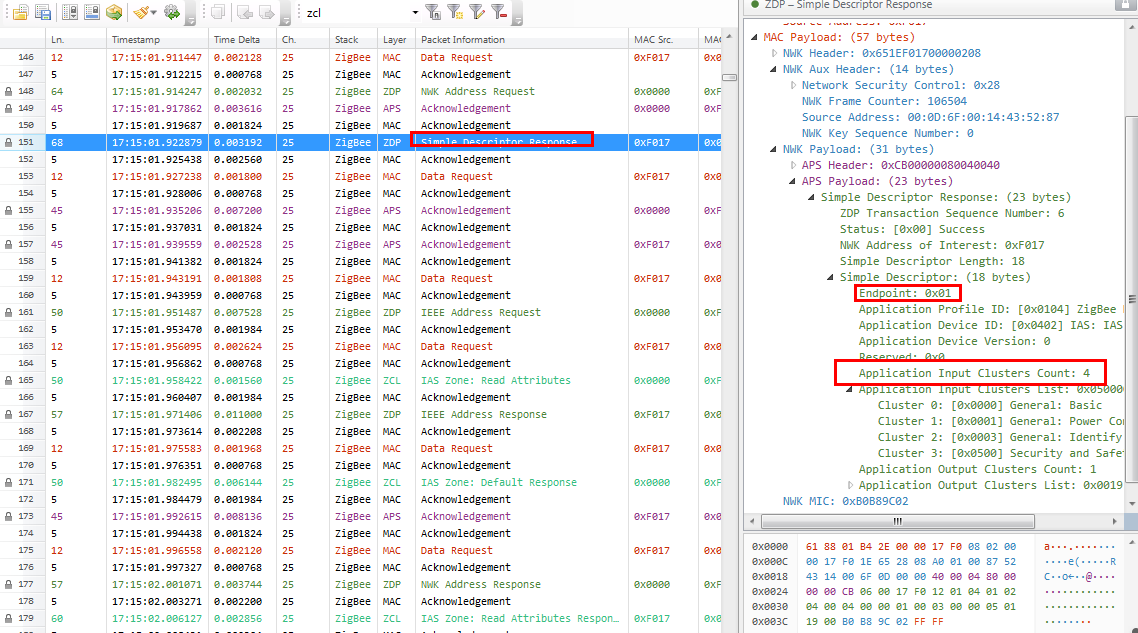 zcl
ZDP – Simple Descriptor Response
Ln. Timestamp Time Delta Ch. Stack Layer Packet Information MAC Src. MAC
146 12 17:15:01.911447 0.002128 25 ZigBee MAC Data Request 0xF017
147 5 17:15:01.912215 0.000768 25 ZigBee MAC Acknowledgement
148 64 17:15:01.914247 0.002032 25 ZigBee ZDP NWK Address Request 0x0000 0xF
149 45 17:15:01.917862 0.003616 25 ZigBee APS Acknowledgement 0x0000 0xF
150 5 17:15:01.919687 0.001824 25 ZigBee MAC Acknowledgement
151 68 17:15:01.922879 0.003192 25 ZigBee ZDP Simple Descriptor Response 0xF017 0x0
152 5 17:15:01.925438 0.002560 25 ZigBee MAC Acknowledgement
153 12 17:15:01.927238 0.001800 25 ZigBee MAC Data Request 0xF017 0x0
154 5 17:15:01.928006 0.000768 25 ZigBee MAC Acknowledgement
155 45 17:15:01.935206 0.007200 25 ZigBee APS Acknowledgement 0x0000 0xF
156 5 17:15:01.937031 0.001824 25 ZigBee MAC Acknowledgement
157 45 17:15:01.939559 0.002528 25 ZigBee APS Acknowledgement 0xF017 0x0
158 5 17:15:01.941382 0.001824 25 ZigBee MAC Acknowledgement
159 12 17:15:01.943191 0.001808 25 ZigBee MAC Data Request 0xF017 0x0
160 5 17:15:01.943959 0.000768 25 ZigBee MAC Acknowledgement
161 50 17:15:01.951487 0.007528 25 ZigBee ZDP IEEE Address Request 0x0000 0xF
162 5 17:15:01.953470 0.001984 25 ZigBee MAC Acknowledgement
163 12 17:15:01.956095 0.002624 25 ZigBee MAC Data Request 0xF017 0x0
164 5 17:15:01.956862 0.000768 25 ZigBee MAC Acknowledgement
165 50 17:15:01.958422 0.001560 25 ZigBee ZCL IAS Zone: Read Attributes 0x0000 0xF
166 5 17:15:01.960407 0.001984 25 ZigBee MAC Acknowledgement
167 57 17:15:01.971406 0.011000 25 ZigBee ZDP IEEE Address Response 0xF017 0x0
168 5 17:15:01.973614 0.002208 25 ZigBee MAC Acknowledgement
169 12 17:15:01.975583 0.001968 25 ZigBee MAC Data Request 0xF017 0x0
170 5 17:15:01.976351 0.000768 25 ZigBee MAC Acknowledgement
171 50 17:15:01.982495 0.006144 25 ZigBee ZCL IAS Zone: Default Response 0x0000 0xF
172 5 17:15:01.984479 0.001984 25 ZigBee MAC Acknowledgement
173 45 17:15:01.992615 0.008136 25 ZigBee APS Acknowledgement 0xF017 0x0
174 5 17:15:01.994438 0.001824 25 ZigBee MAC Acknowledgement
175 12 17:15:01.996558 0.002120 25 ZigBee MAC Data Request 0xF017 0x0
176 5 17:15:01.997327 0.000768 25 ZigBee MAC Acknowledgement
177 57 17:15:02.001071 0.003744 25 ZigBee ZDP NWK Address Response 0x0000 0xF
178 5 17:15:02.003271 0.002200 25 ZigBee MAC Acknowledgement
179 60 17:15:02.006127 0.002856 25 ZigBee ZCL IAS Zone: Read Attributes Respon… 0xF017 0x0
Source Address: 0xF017
MAC Payload: (57 bytes)
NWK Header: 0x651EF01700000208
NWK Aux Header: (14 bytes)
Network Security Control: 0x28
NWK Frame Counter: 106504
Source Address: 00:0D:6F:00:14:43:52:87
NWK Key Sequence Number: 0
NWK Payload: (31 bytes)
APS Header: 0xCB00000080040040
APS Payload: (23 bytes)
Simple Descriptor Response: (23 bytes)
ZDP Transaction Sequence Number: 6
Status: [0x00] Success
NWK Address of Interest: 0xF017
Simple Descriptor Length: 18
Simple Descriptor: (18 bytes)
Endpoint: 0x01
Application Profile ID: [0x0104] ZigBee
Application Device ID: [0x0402] IAS: IAS
Application Device Version: 0
Reserved: 0x0
Application Input Clusters Count: 4
Application Input Clusters List: 0x05000
Cluster 0: [0x0000] General: Basic
Cluster 1: [0x0001] General: Power Co
Cluster 2: [0x0003] General: Identify
Cluster 3: [0x0500] Security and Safet
Application Output Clusters Count: 1
Application Output Clusters List: 0x0019
NWK MIC: 0xB0B89C02
0x0000 61 88 01 B4 2E 00 00 17 F0 08 02 00 a...........
0x000C 00 17 F0 1E 65 28 08 A0 01 00 87 52 ....e(.....R
0x0018 43 14 00 6F 0D 00 00 40 00 04 80 00 C..o...@....
0x0024 00 00 CB 06 00 17 F0 12 01 04 01 02 ............
0x0030 04 00 04 00 00 01 00 03 00 00 05 01 ............
0x003C 19 00 B0 B8 9C 02 FF FF ........